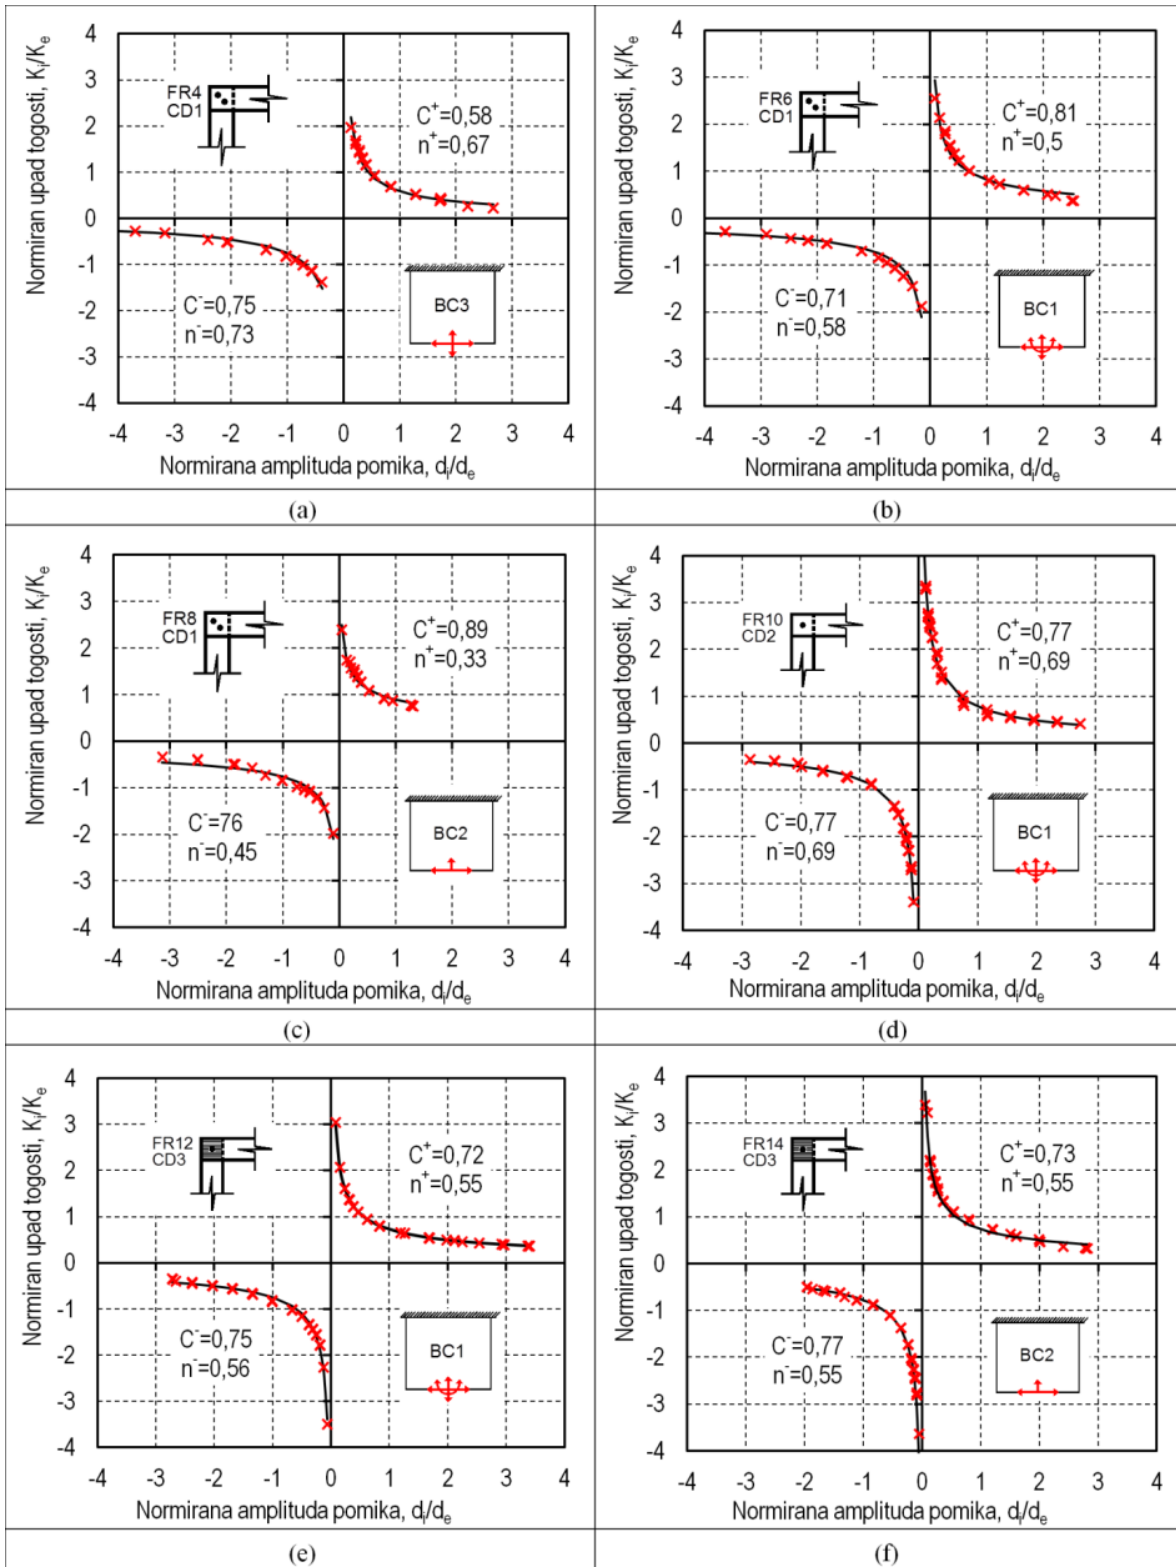 Normiran upad togosti, Kᵢ/Kₑ
4
3
2
1
0
-1
-2
-3
-4
FR4
CD1
C⁺=0,58
n⁺=0,67
C⁻=0,75
n⁻=0,73
BC3
-4 -3 -2 -1 0 1 2 3 4
Normirana amplituda pomika, dᵢ/dₑ
(a)
Normiran upad togosti, Kᵢ/Kₑ
4
3
2
1
0
-1
-2
-3
-4
FR6
CD1
C⁺=0,81
n⁺=0,5
C⁻=0,71
n⁻=0,58
BC1
-4 -3 -2 -1 0 1 2 3 4
Normirana amplituda pomika, dᵢ/dₑ
(b)
Normiran upad togosti, Kᵢ/Kₑ
4
3
2
1
0
-1
-2
-3
-4
FR8
CD1
C⁺=0,89
n⁺=0,33
C⁻=76
n⁻=0,45
BC2
-4 -3 -2 -1 0 1 2 3 4
Normirana amplituda pomika, dᵢ/dₑ
(c)
Normiran upad togosti, Kᵢ/Kₑ
4
3
2
1
0
-1
-2
-3
-4
FR10
CD2
C⁺=0,77
n⁺=0,69
C⁻=0,77
n⁻=0,69
BC1
-4 -3 -2 -1 0 1 2 3 4
Normirana amplituda pomika, dᵢ/dₑ
(d)
Normiran upad togosti, Kᵢ/Kₑ
4
3
2
1
0
-1
-2
-3
-4
FR12
CD3
C⁺=0,72
n⁺=0,55
C⁻=0,75
n⁻=0,56
BC1
-4 -3 -2 -1 0 1 2 3 4
Normirana amplituda pomika, dᵢ/dₑ
(e)
Normiran upad togosti, Kᵢ/Kₑ
4
3
2
1
0
-1
-2
-3
-4
FR14
CD3
C⁺=0,73
n⁺=0,55
C⁻=0,77
n⁻=0,55
BC2
-4 -3 -2 -1 0 1 2 3 4
Normirana amplituda pomika, dᵢ/dₑ
(f)